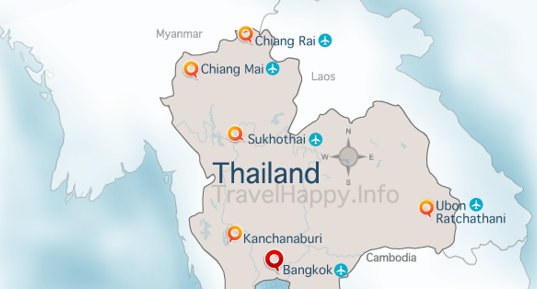 Myanmar
Chiang Rai
Chiang Mai
Laos
Sukhothai
N
W
E
S
Thailand
TravelHappy.Info
Ubon
Ratchathani
Kanchanaburi
Cambodia
Bangkok